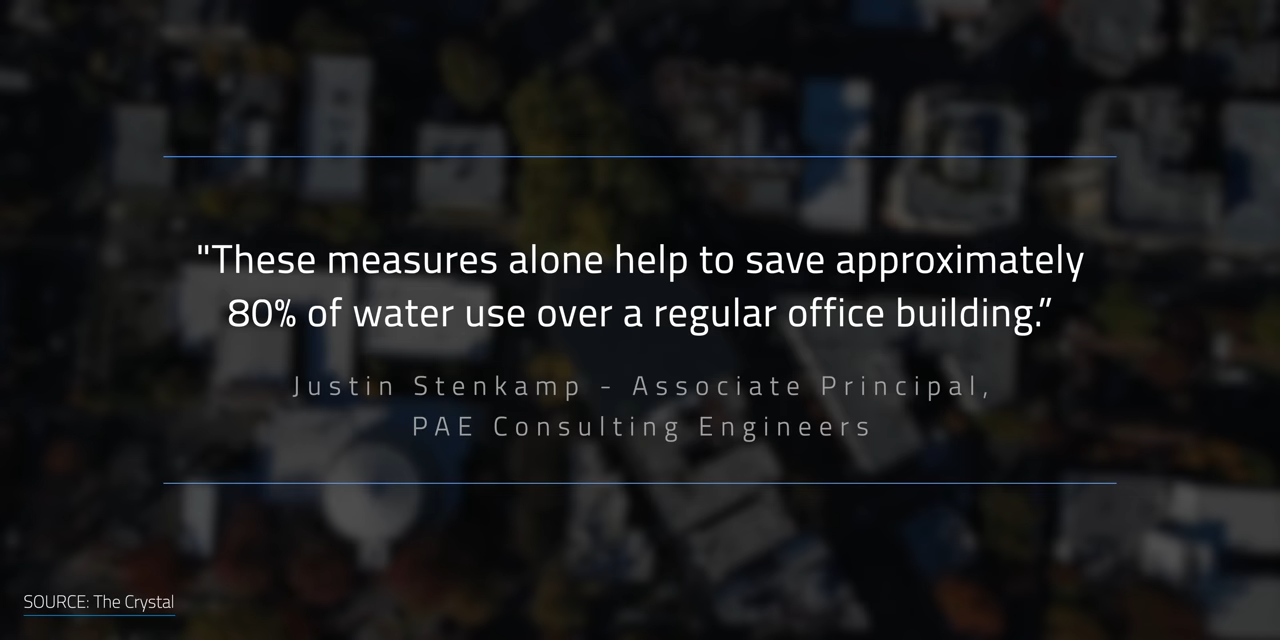 "These measures alone help to save approximately
80% of water use over a regular office building.”
Justin Stenkamp - Associate Principal,
PAE Consulting Engineers
SOURCE: The Crystal